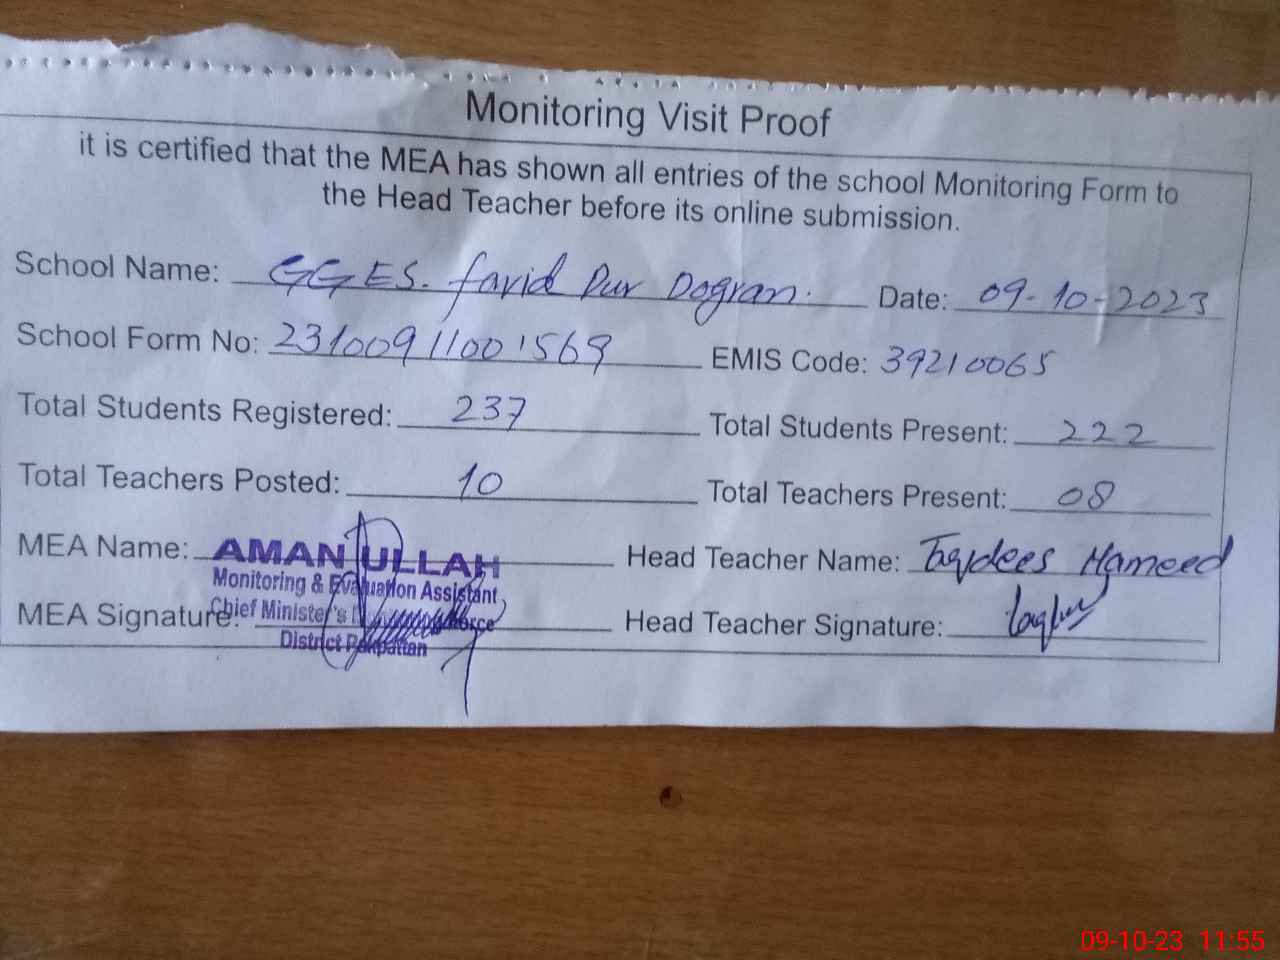 Monitoring Visit Proof
it is certified that the MEA has shown all entries of the school Monitoring Form to
the Head Teacher before its online submission.
School Name: GGES. farid Pur Dogran. Date: 09-10-2023
School Form No: 23100911001569 EMIS Code: 39210065
Total Students Registered: 237 Total Students Present: 222
Total Teachers Posted: 10 Total Teachers Present: 08
MEA Name: AMAN ULLAH Head Teacher Name: Hameed
Monitoring & Evaluation Assistant
Chief Minister's
MEA Signature: Head Teacher Signature:
District Pakpattan
09-10-23 11:55